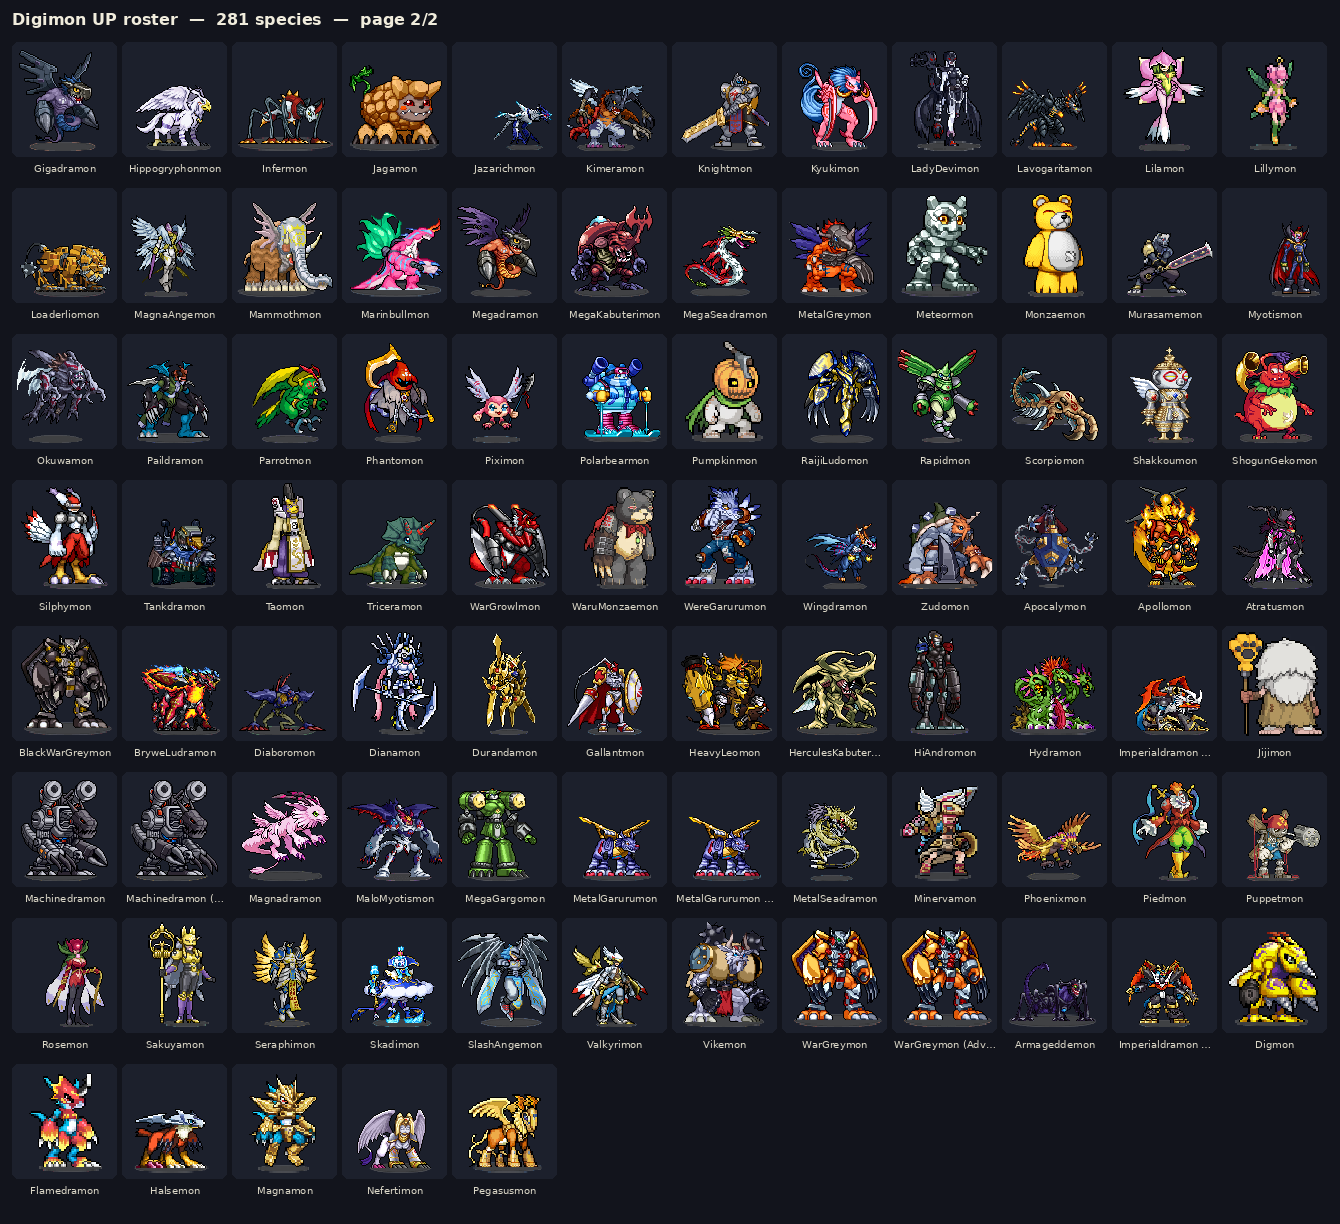 Digimon UP roster — 281 species — page 2/2
Gigadramon Hippogryphonmon Infermon Jagamon Jazarichmon Kimeramon Knightmon Kyukimon LadyDevimon Lavogaritamon Lilamon Lillymon
Loaderliomon MagnaAngemon Mammothmon Marinbullmon Megadramon MegaKabuterimon MegaSeadramon MetalGreymon Meteormon Monzaemon Murasamemon Myotismon
Okuwamon Paildramon Parrotmon Phantomon Piximon Polarbearmon Pumpkinmon RaijiLudomon Rapidmon Scorpiomon Shakkoumon ShogunGekomon
Silphymon Tankdramon Taomon Triceramon WarGrowlmon WaruMonzaemon WereGarurumon Wingdramon Zudomon Apocalymon Apollomon Atratusmon
BlackWarGreymon BryweLudramon Diaboromon Dianamon Durandamon Gallantmon HeavyLeomon HerculesKabuter... HiAndromon Hydramon Imperialdramon ... Jijimon
Machinedramon Machinedramon (... Magnadramon MaloMyotismon MegaGargomon MetalGarurumon MetalGarurumon ... MetalSeadramon Minervamon Phoenixmon Piedmon Puppetmon
Rosemon Sakuyamon Seraphimon Skadimon SlashAngemon Valkyrimon Vikemon WarGreymon WarGreymon (Adv... Armageddemon Imperialdramon ... Digmon
Flamedramon Halsemon Magnamon Nefertimon Pegasusmon